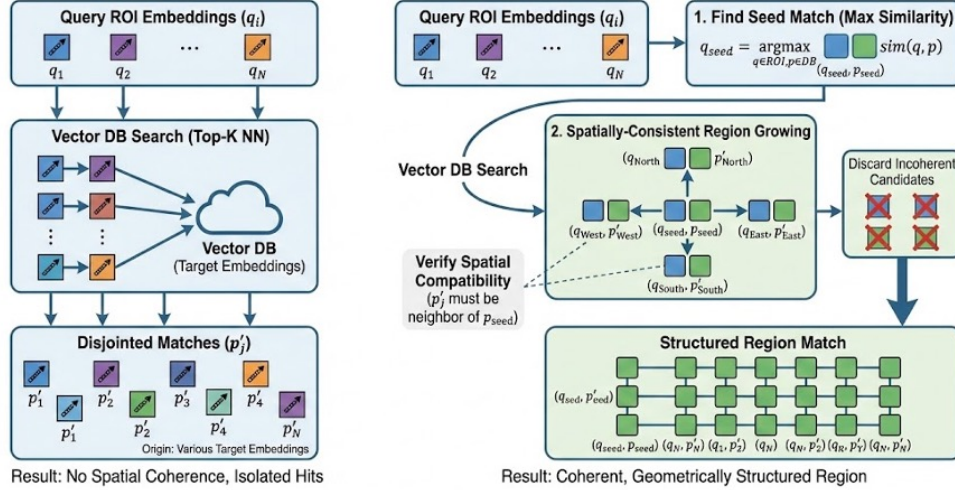 Query ROI Embeddings (qᵢ)
q₁ q₂ ... q_N
Vector DB Search (Top-K NN)
Vector DB
(Target Embeddings)
Disjointed Matches (p'ⱼ)
p'₁ p'₂ p'₃ p'₄
p'₁ p'₂ p'₄ p'_N
Origin: Various Target Embeddings
Result: No Spatial Coherence, Isolated Hits
Query ROI Embeddings (qᵢ)
q₁ q₂ ... q_N
1. Find Seed Match (Max Similarity)
q_seed = argmax sim(q, p)
q∈ROI,p∈DB
(q_seed, p_seed)
Vector DB Search
2. Spatially-Consistent Region Growing
(q_North p'_North)
(q_West, p'_West) (q_seed, p_seed) (q_East, p'_East)
(q_South, p'_South)
Verify Spatial
Compatibility
(p'ⱼ must be
neighbor of p_seed)
Discard Incoherent
Candidates
Structured Region Match
(q_sed, p'_eed)
(q_seed, p_seed) (q_N, p'_N) (q₁, p'₂) (q_N) (q_N, p'₂) (q_R, p'_Y) (q_N, p'_N)
Result: Coherent, Geometrically Structured Region